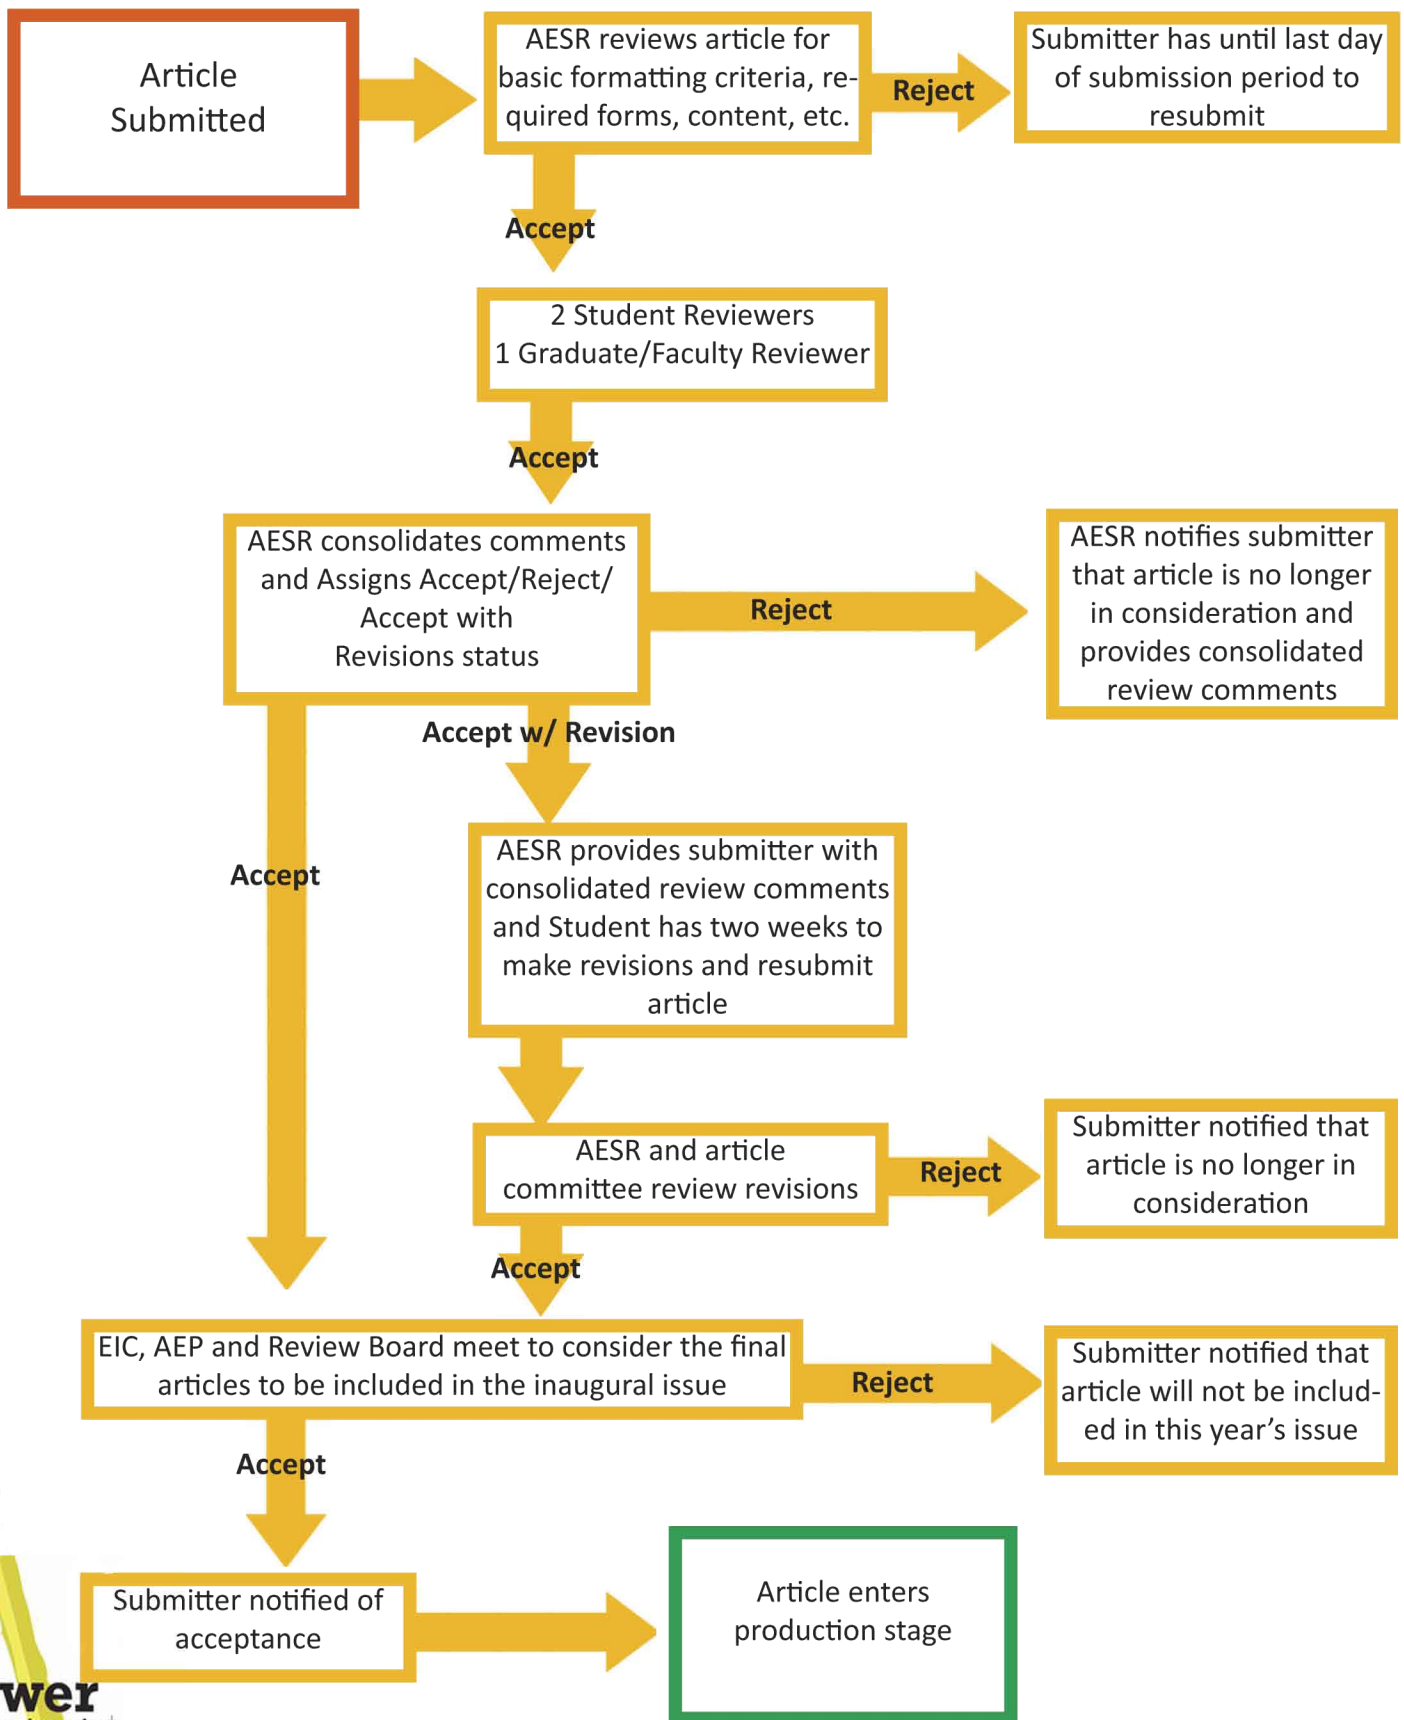 Article
Submitted
AESR reviews article for
basic formatting criteria, re-
quired forms, content, etc.
Reject
Submitter has until last day
of submission period to
resubmit
Accept
2 Student Reviewers
1 Graduate/Faculty Reviewer
Accept
AESR consolidates comments
and Assigns Accept/Reject/
Accept with
Revisions status
Reject
AESR notifies submitter
that article is no longer
in consideration and
provides consolidated
review comments
Accept w/ Revision
Accept
AESR provides submitter with
consolidated review comments
and Student has two weeks to
make revisions and resubmit
article
AESR and article
committee review revisions
Reject
Submitter notified that
article is no longer in
consideration
Accept
EIC, AEP and Review Board meet to consider the final
articles to be included in the inaugural issue
Reject
Submitter notified that
article will not be includ-
ed in this year's issue
Accept
Submitter notified of
acceptance
Article enters
production stage
wer